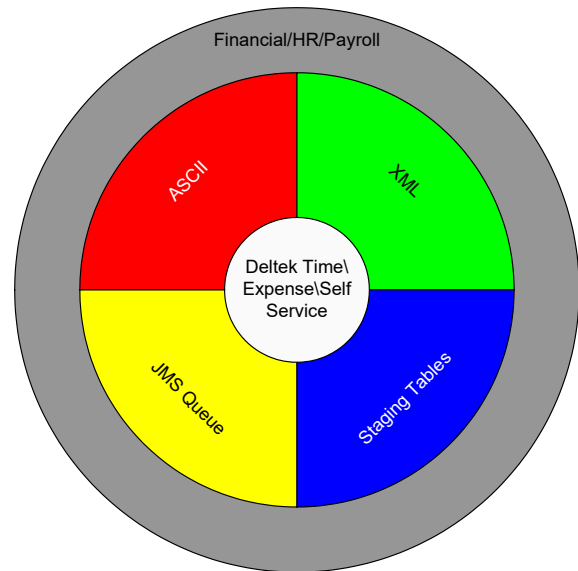 Financial/HR/Payroll
ASCII
XML
Deltek Time\
Expense\Self
Service
JMS Queue
Staging Tables